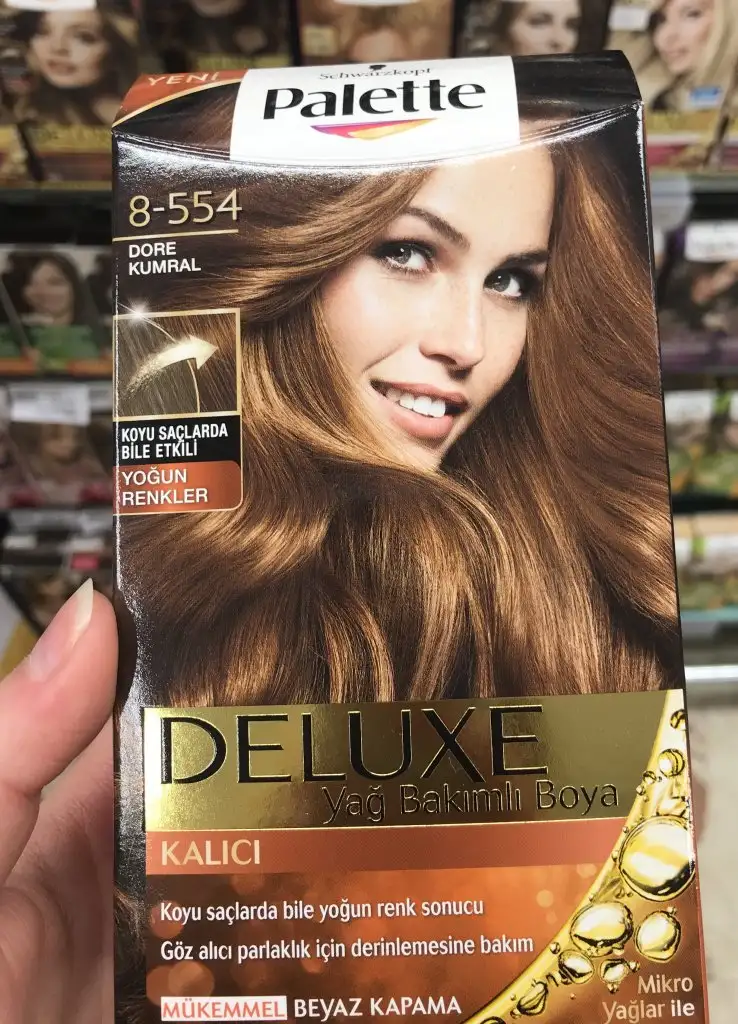 YENİ
Schwarzkopf
Palette
8-554
DORE
KUMRAL
KOYU SAÇLARDA
BİLE ETKİLİ
YOĞUN
RENKLER
DELUXE
Yağ Bakımlı Boya
KALICI
Koyu saçlarda bile yoğun renk sonucu
Göz alıcı parlaklık için derinlemesine bakım
MÜKEMMEL BEYAZ KAPAMA
Mikro
Yağlar ile